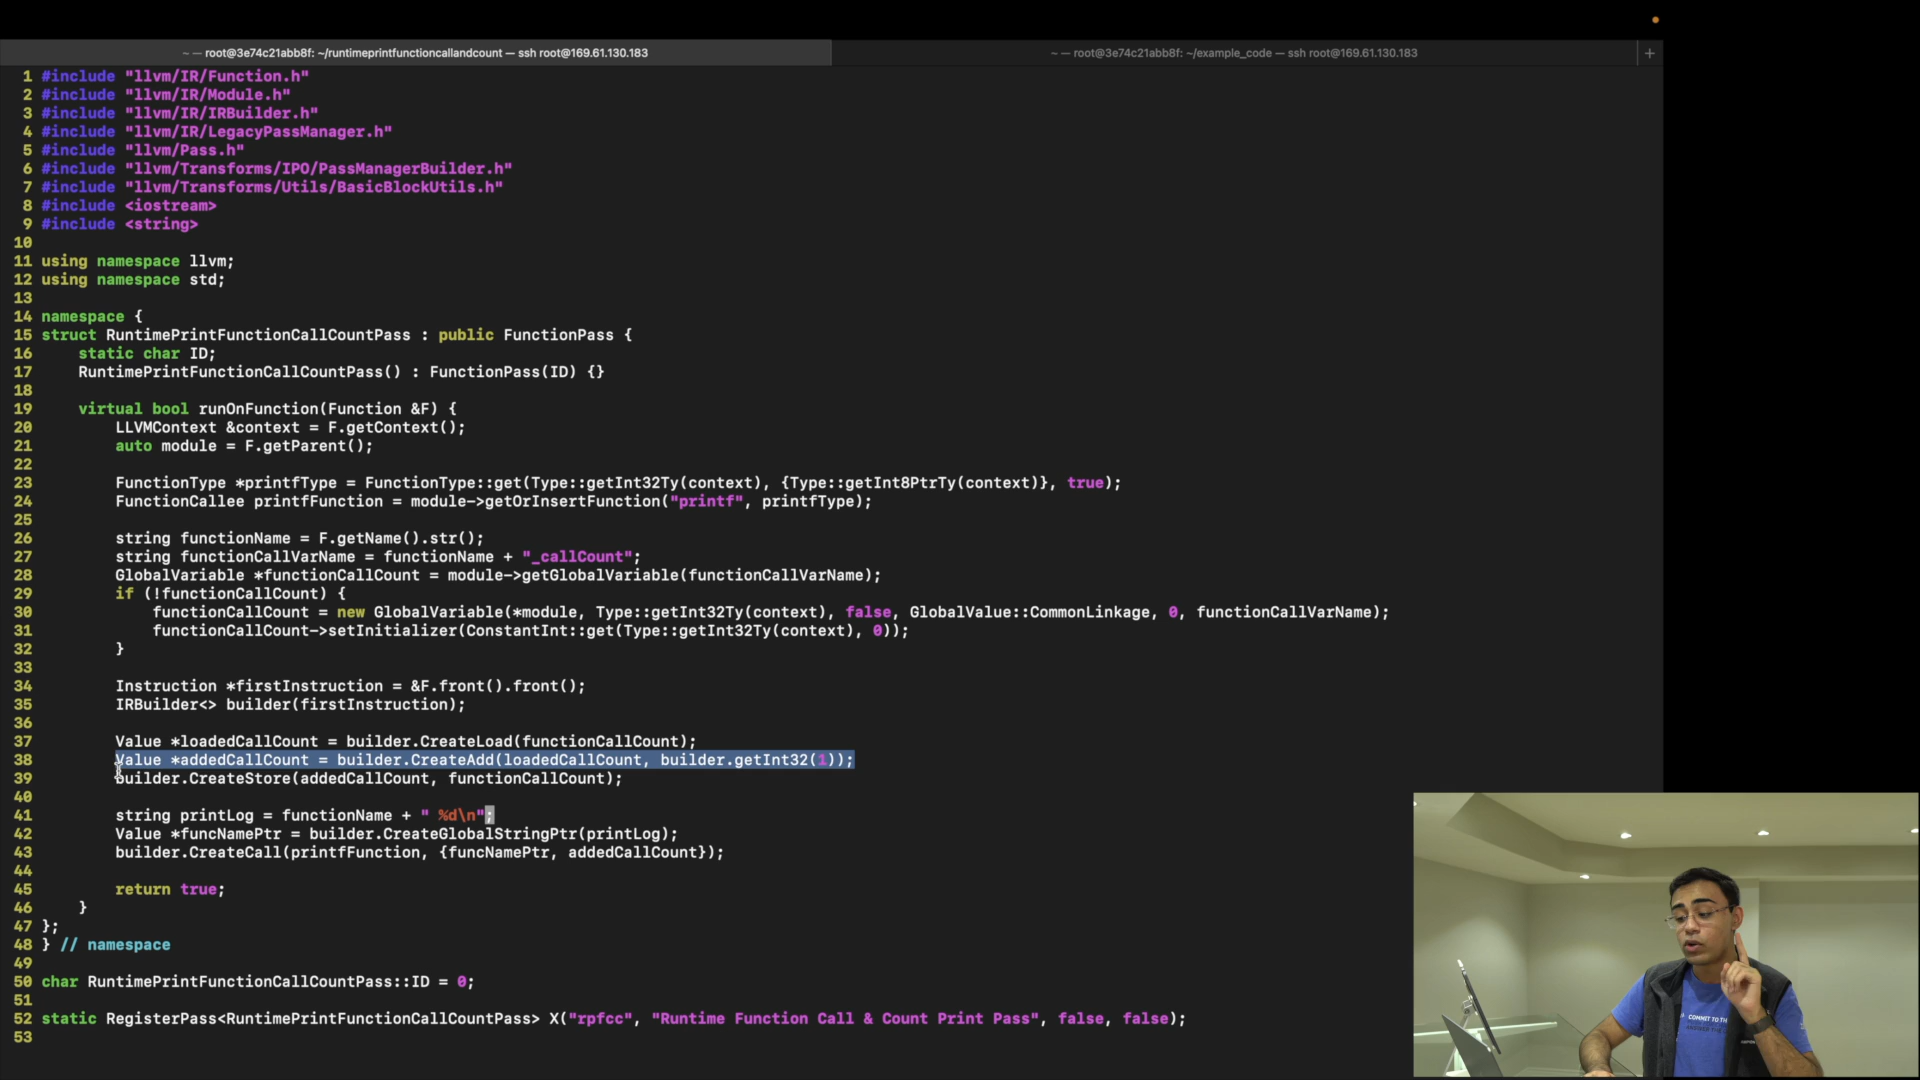 ~ — root@3e74c21abb8f: ~/runtimeprintfunctioncallandcount — ssh root@169.61.130.183
~ — root@3e74c21abb8f: ~/example_code — ssh root@169.61.130.183
+
1 #include "llvm/IR/Function.h"
2 #include "llvm/IR/Module.h"
3 #include "llvm/IR/IRBuilder.h"
4 #include "llvm/IR/LegacyPassManager.h"
5 #include "llvm/Pass.h"
6 #include "llvm/Transforms/IPO/PassManagerBuilder.h"
7 #include "llvm/Transforms/Utils/BasicBlockUtils.h"
8 #include <iostream>
9 #include <string>
10
11 using namespace llvm;
12 using namespace std;
13
14 namespace {
15 struct RuntimePrintFunctionCallCountPass : public FunctionPass {
16     static char ID;
17     RuntimePrintFunctionCallCountPass() : FunctionPass(ID) {}
18
19     virtual bool runOnFunction(Function &F) {
20         LLVMContext &context = F.getContext();
21         auto module = F.getParent();
22
23         FunctionType *printfType = FunctionType::get(Type::getInt32Ty(context), {Type::getInt8PtrTy(context)}, true);
24         FunctionCallee printfFunction = module->getOrInsertFunction("printf", printfType);
25
26         string functionName = F.getName().str();
27         string functionCallVarName = functionName + "_callCount";
28         GlobalVariable *functionCallCount = module->getGlobalVariable(functionCallVarName);
29         if (!functionCallCount) {
30             functionCallCount = new GlobalVariable(*module, Type::getInt32Ty(context), false, GlobalValue::CommonLinkage, 0, functionCallVarName);
31             functionCallCount->setInitializer(ConstantInt::get(Type::getInt32Ty(context), 0));
32         }
33
34         Instruction *firstInstruction = &F.front().front();
35         IRBuilder<> builder(firstInstruction);
36
37         Value *loadedCallCount = builder.CreateLoad(functionCallCount);
38         Value *addedCallCount = builder.CreateAdd(loadedCallCount, builder.getInt32(1));
39         builder.CreateStore(addedCallCount, functionCallCount);
40
41         string printLog = functionName + " %d\n";
42         Value *funcNamePtr = builder.CreateGlobalStringPtr(printLog);
43         builder.CreateCall(printfFunction, {funcNamePtr, addedCallCount});
44
45         return true;
46     }
47 };
48 } // namespace
49
50 char RuntimePrintFunctionCallCountPass::ID = 0;
51
52 static RegisterPass<RuntimePrintFunctionCallCountPass> X("rpfcc", "Runtime Function Call & Count Print Pass", false, false);
53
COMMIT TO TH